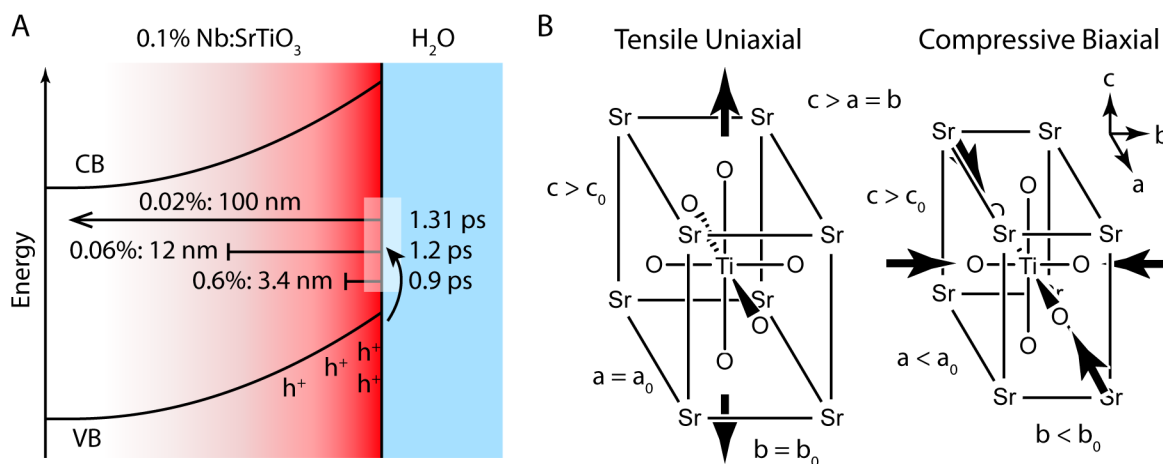 A
0.1% Nb:SrTiO3
H2O
Energy
CB
0.02%: 100 nm
1.31 ps
0.06%: 12 nm
1.2 ps
0.6%: 3.4 nm
0.9 ps
h+
h+
h+
h+
VB
B
Tensile Uniaxial
c > a = b
Sr
Sr
c > c0
O
O
Sr
Sr
O
Ti
O
Sr
Sr
O
O
a = a0
Sr
Sr
b = b0
Compressive Biaxial
c
b
a
Sr
Sr
c > c0
O
O
Sr
Sr
O
Ti
O
Sr
Sr
O
O
a < a0
Sr
Sr
b < b0